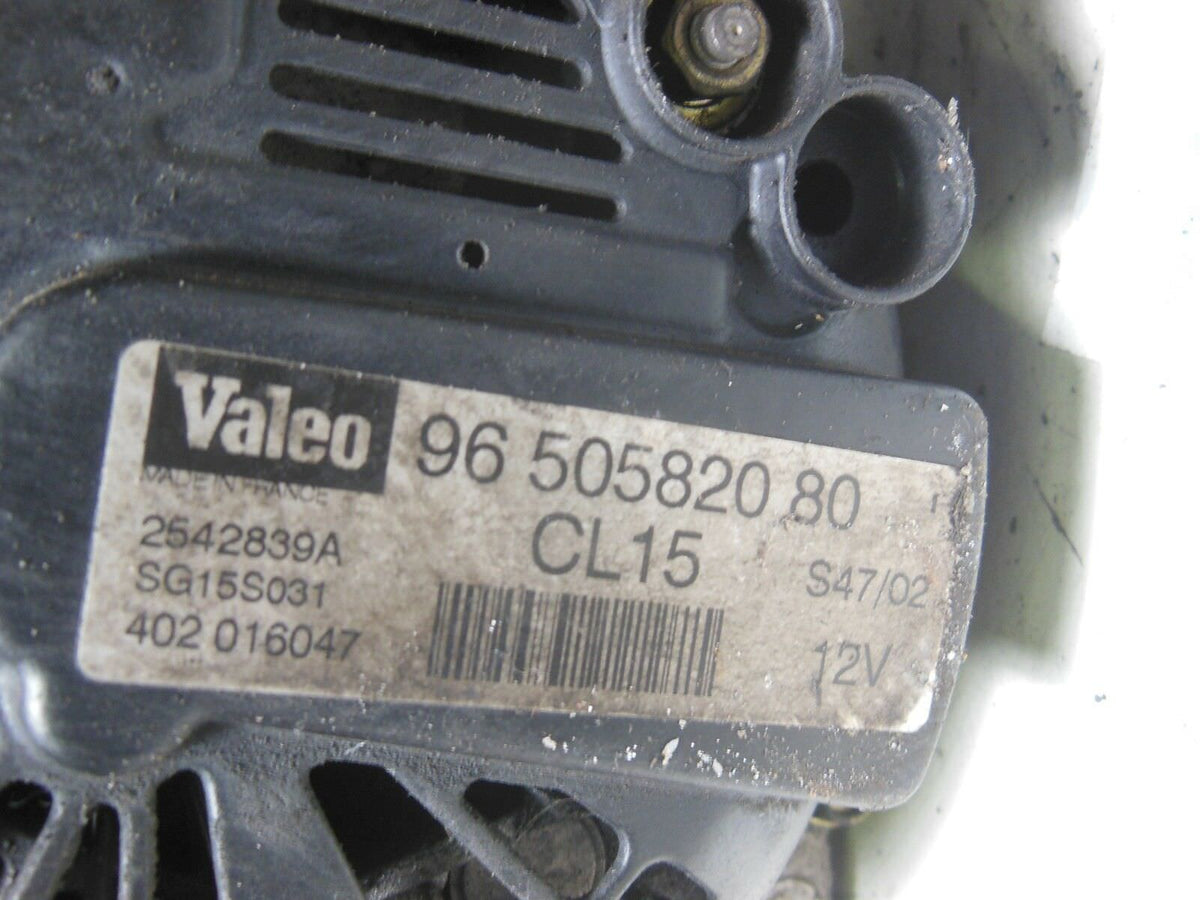 Valeo
MADE IN FRANCE
96 505820 80
CL15
2542839A
SG15S031
402 016047
S47/02
12V